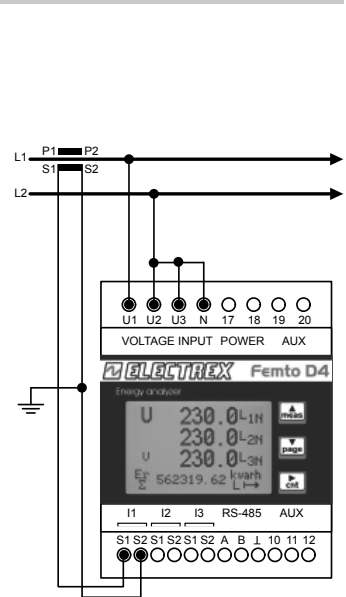 P1 P2
L1
S1 S2
L2
U1 U2 U3 N 17 18 19 20
VOLTAGE INPUT POWER AUX
ELECTREX Femto D4
Energy analyzer
U 230.0 L1N
meas
230.0 L2N
page
U 230.0 L3N
Er Σ 562319.62 kvarh L
cnt
I1 I2 I3 RS-485 AUX
S1 S2 S1 S2 S1 S2 A B ⊥ 10 11 12